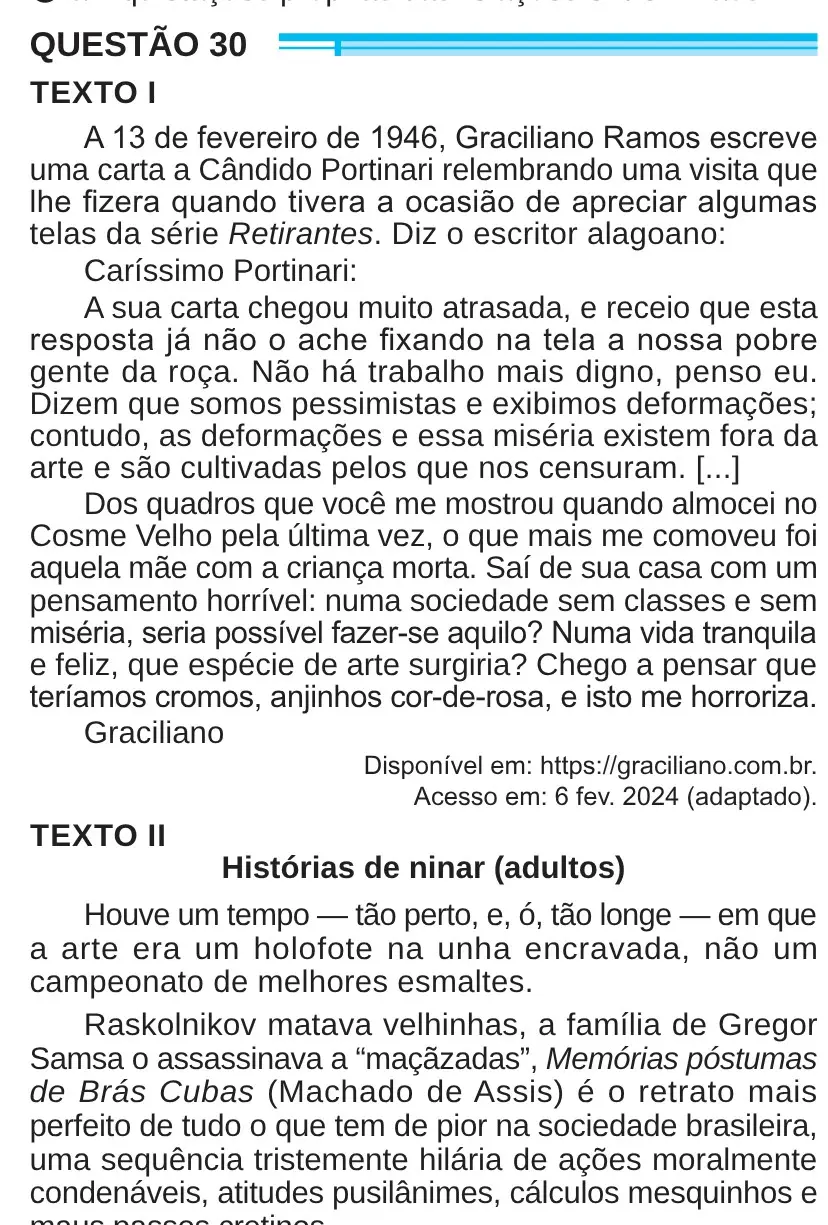 QUESTÃO 30
TEXTO I
A 13 de fevereiro de 1946, Graciliano Ramos escreve
uma carta a Cândido Portinari relembrando uma visita que
lhe fizera quando tivera a ocasião de apreciar algumas
telas da série Retirantes. Diz o escritor alagoano:
Caríssimo Portinari:
A sua carta chegou muito atrasada, e receio que esta
resposta já não o ache fixando na tela a nossa pobre
gente da roça. Não há trabalho mais digno, penso eu.
Dizem que somos pessimistas e exibimos deformações;
contudo, as deformações e essa miséria existem fora da
arte e são cultivadas pelos que nos censuram. [...]
Dos quadros que você me mostrou quando almocei no
Cosme Velho pela última vez, o que mais me comoveu foi
aquela mãe com a criança morta. Saí de sua casa com um
pensamento horrível: numa sociedade sem classes e sem
miséria, seria possível fazer-se aquilo? Numa vida tranquila
e feliz, que espécie de arte surgiria? Chego a pensar que
teríamos cromos, anjinhos cor-de-rosa, e isto me horroriza.
Graciliano
Disponível em: https://graciliano.com.br.
Acesso em: 6 fev. 2024 (adaptado).
TEXTO II
Histórias de ninar (adultos)
Houve um tempo — tão perto, e, ó, tão longe — em que
a arte era um holofote na unha encravada, não um
campeonato de melhores esmaltes.
Raskolnikov matava velhinhas, a família de Gregor
Samsa o assassinava a “maçãzadas”, Memórias póstumas
de Brás Cubas (Machado de Assis) é o retrato mais
perfeito de tudo o que tem de pior na sociedade brasileira,
uma sequência tristemente hilária de ações moralmente
condenáveis, atitudes pusilânimes, cálculos mesquinhos e
maus passos cretinos.